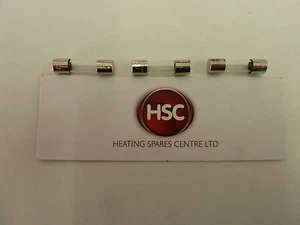 HSC
HEATING SPARES CENTRE LTD